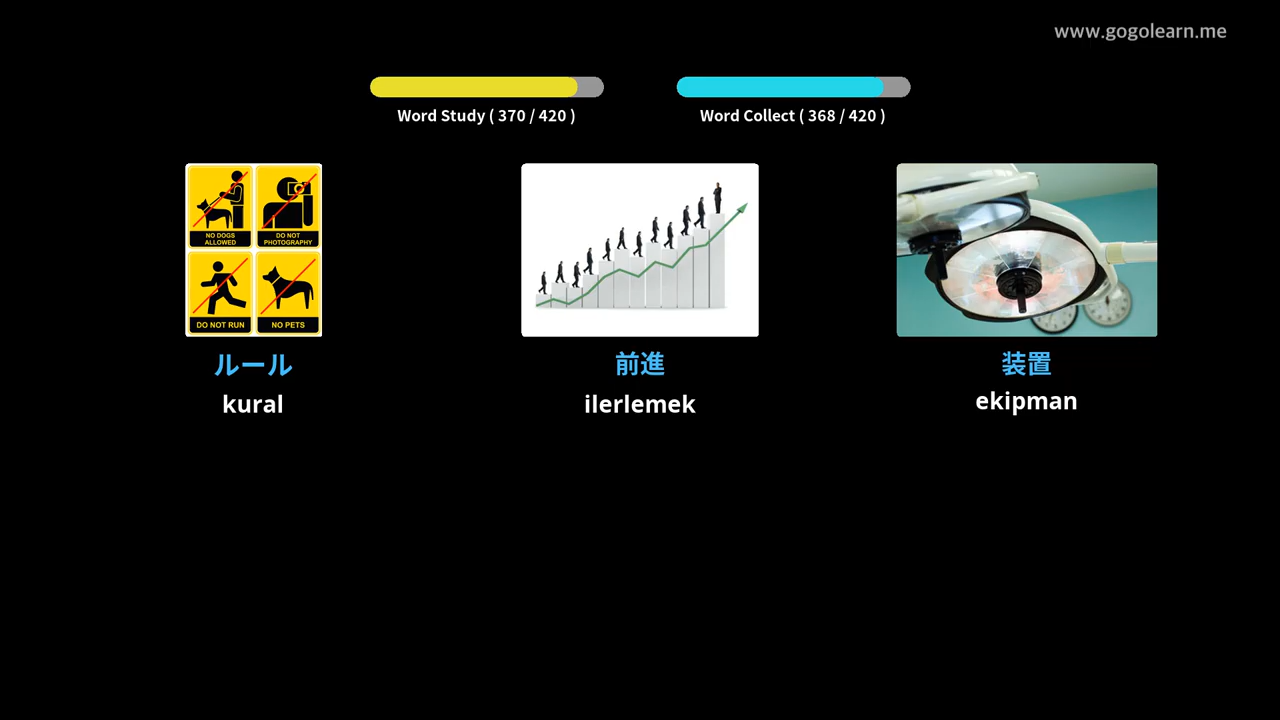 www.gogolearn.me
Word Study ( 370 / 420 )
Word Collect ( 368 / 420 )
NO DOGS
ALLOWED
DO NOT
PHOTOGRAPHY
DO NOT RUN
NO PETS
ルール
kural
前進
ilerlemek
装置
ekipman